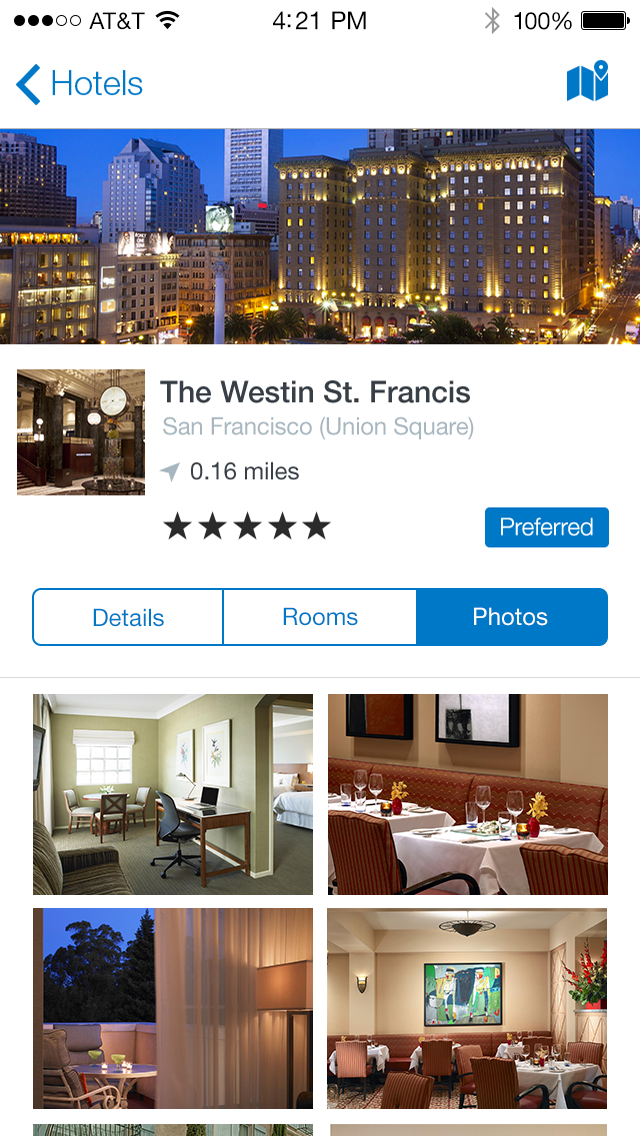 AT&T 4:21 PM 100%
Hotels
The Westin St. Francis
San Francisco (Union Square)
0.16 miles
Preferred
Details Rooms Photos